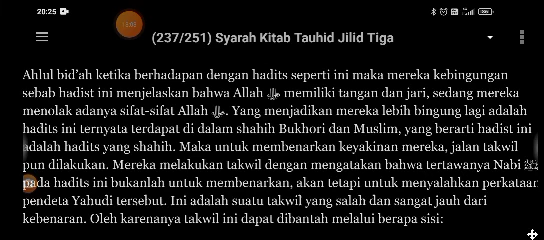 20:25
13:03
(237/251) Syarah Kitab Tauhid Jilid Tiga
Ahlul bid'ah ketika berhadapan dengan hadits seperti ini maka mereka kebingungan
sebab hadist ini menjelaskan bahwa Allah ﷻ memiliki tangan dan jari, sedang mereka
menolak adanya sifat-sifat Allah ﷻ. Yang menjadikan mereka lebih bingung lagi adalah
hadits ini ternyata terdapat di dalam shahih Bukhori dan Muslim, yang berarti hadist ini
adalah hadits yang shahih. Maka untuk membenarkan keyakinan mereka, jalan takwil
pun dilakukan. Mereka melakukan takwil dengan mengatakan bahwa tertawanya Nabi ﷺ
pada hadits ini bukanlah untuk membenarkan, akan tetapi untuk menyalahkan perkataan
pendeta Yahudi tersebut. Ini adalah suatu takwil yang salah dan sangat jauh dari
kebenaran. Oleh karenanya takwil ini dapat dibantah melalui berapa sisi: